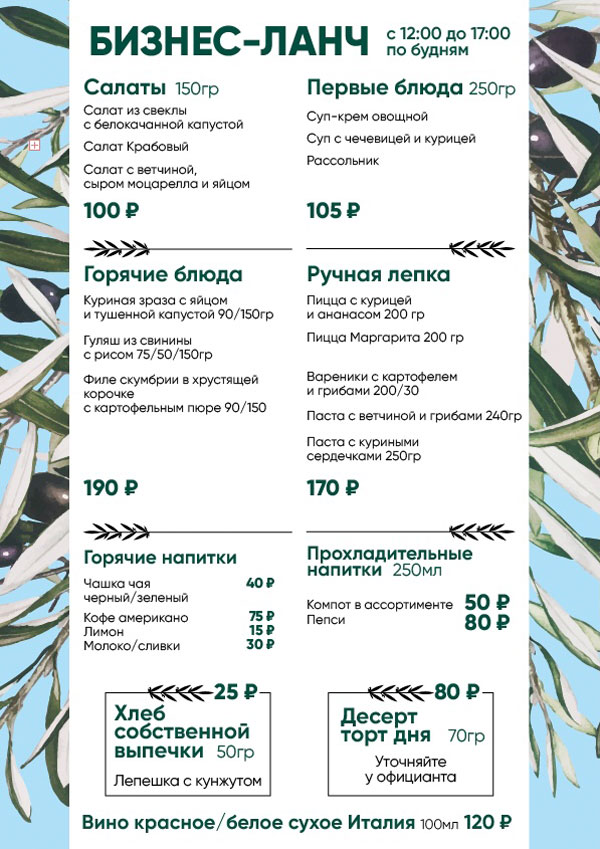 БИЗНЕС-ЛАНЧ
с 12:00 до 17:00
по будням
Салаты 150гр
Салат из свеклы
с белокачанной капустой
Салат Крабовый
Салат с ветчиной,
сыром моцарелла и яйцом
100 ₽
Первые блюда 250гр
Суп-крем овощной
Суп с чечевицей и курицей
Рассольник
105 ₽
Горячие блюда
Куриная зраза с яйцом
и тушенной капустой 90/150гр
Гуляш из свинины
с рисом 75/50/150гр
Филе скумбрии в хрустящей
корочке
с картофельным пюре 90/150
190 ₽
Ручная лепка
Пицца с курицей
и ананасом 200 гр
Пицца Маргарита 200 гр
Вареники с картофелем
и грибами 200/30
Паста с ветчиной и грибами 240гр
Паста с куриными
сердечками 250гр
170 ₽
Горячие напитки
Чашка чая 40 ₽
черный/зеленый
Кофе американо 75 ₽
Лимон 15 ₽
Молоко/сливки 30 ₽
Прохладительные
напитки 250мл
Компот в ассортименте 50 ₽
Пепси 80 ₽
25 ₽
Хлеб
собственной
выпечки 50гр
Лепешка с кунжутом
80 ₽
Десерт
торт дня 70гр
Уточняйте
у официанта
Вино красное/белое сухое Италия 100мл 120 ₽